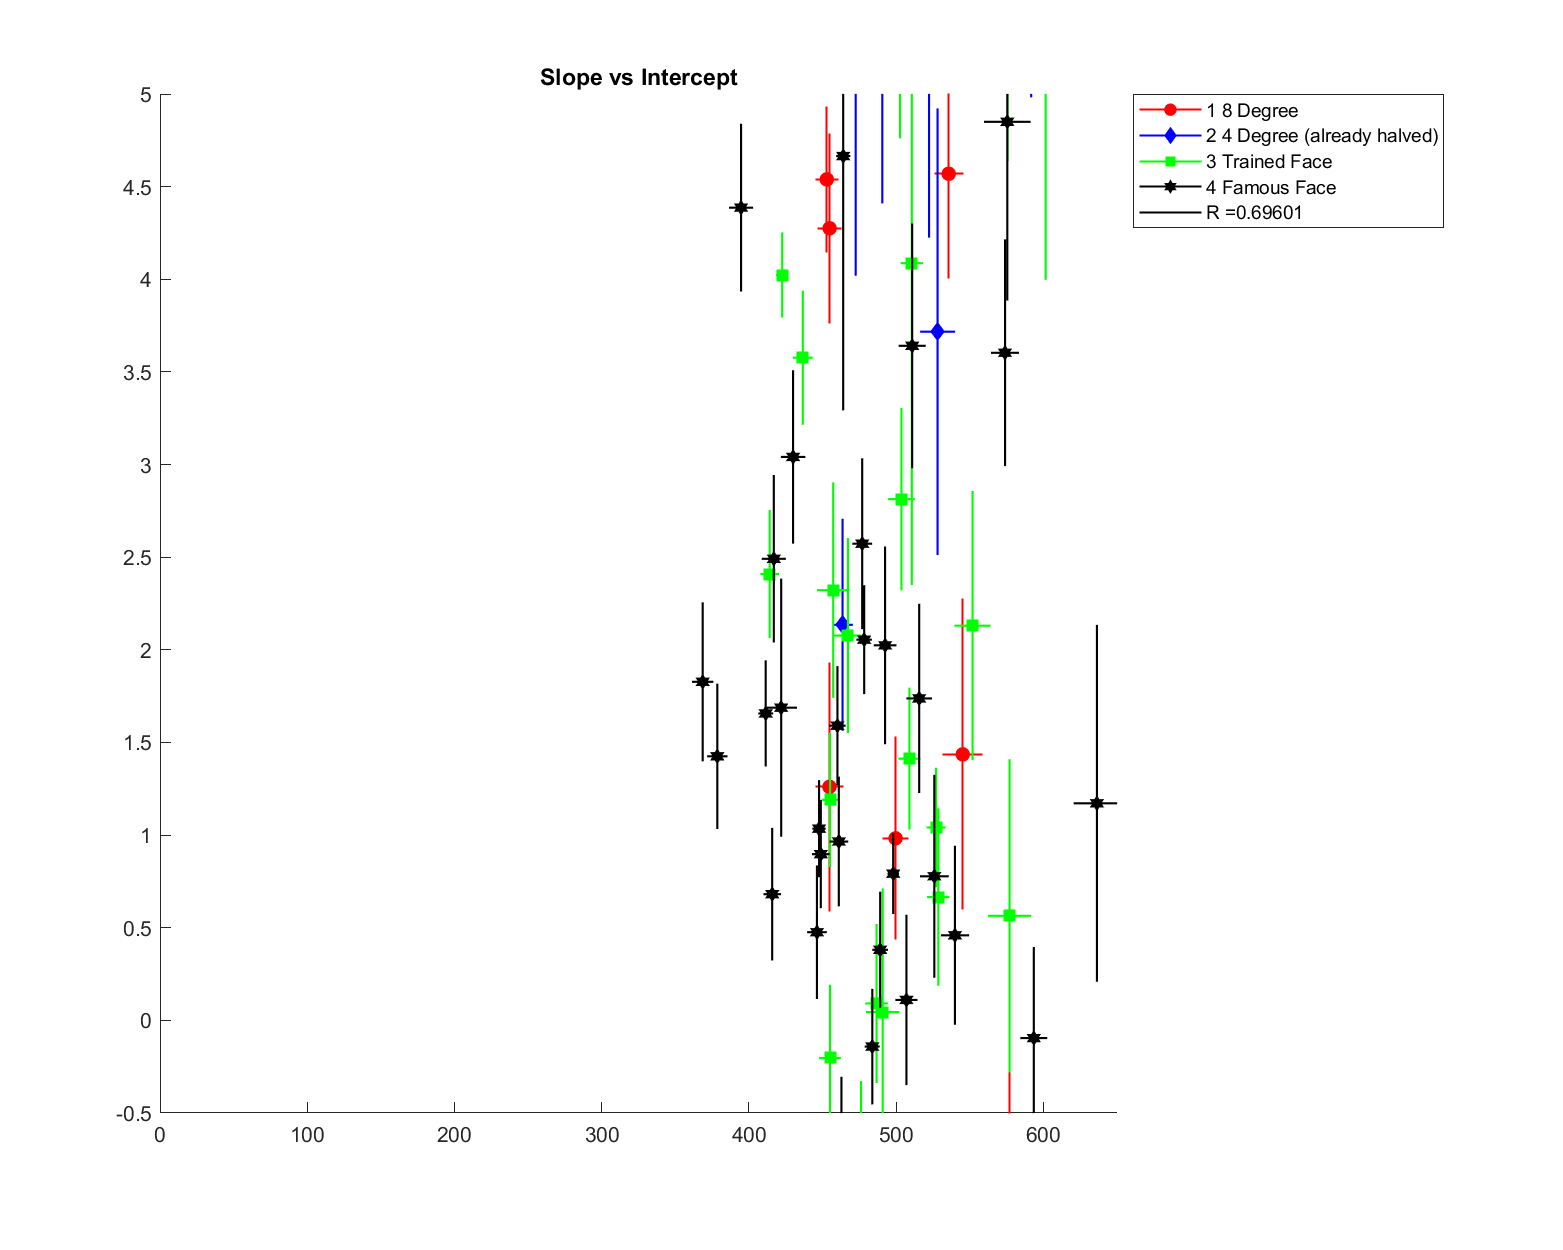 Slope vs Intercept
5
4.5
4
3.5
3
2.5
2
1.5
1
0.5
0
-0.5
0 100 200 300 400 500 600
1 8 Degree
2 4 Degree (already halved)
3 Trained Face
4 Famous Face
R =0.69601